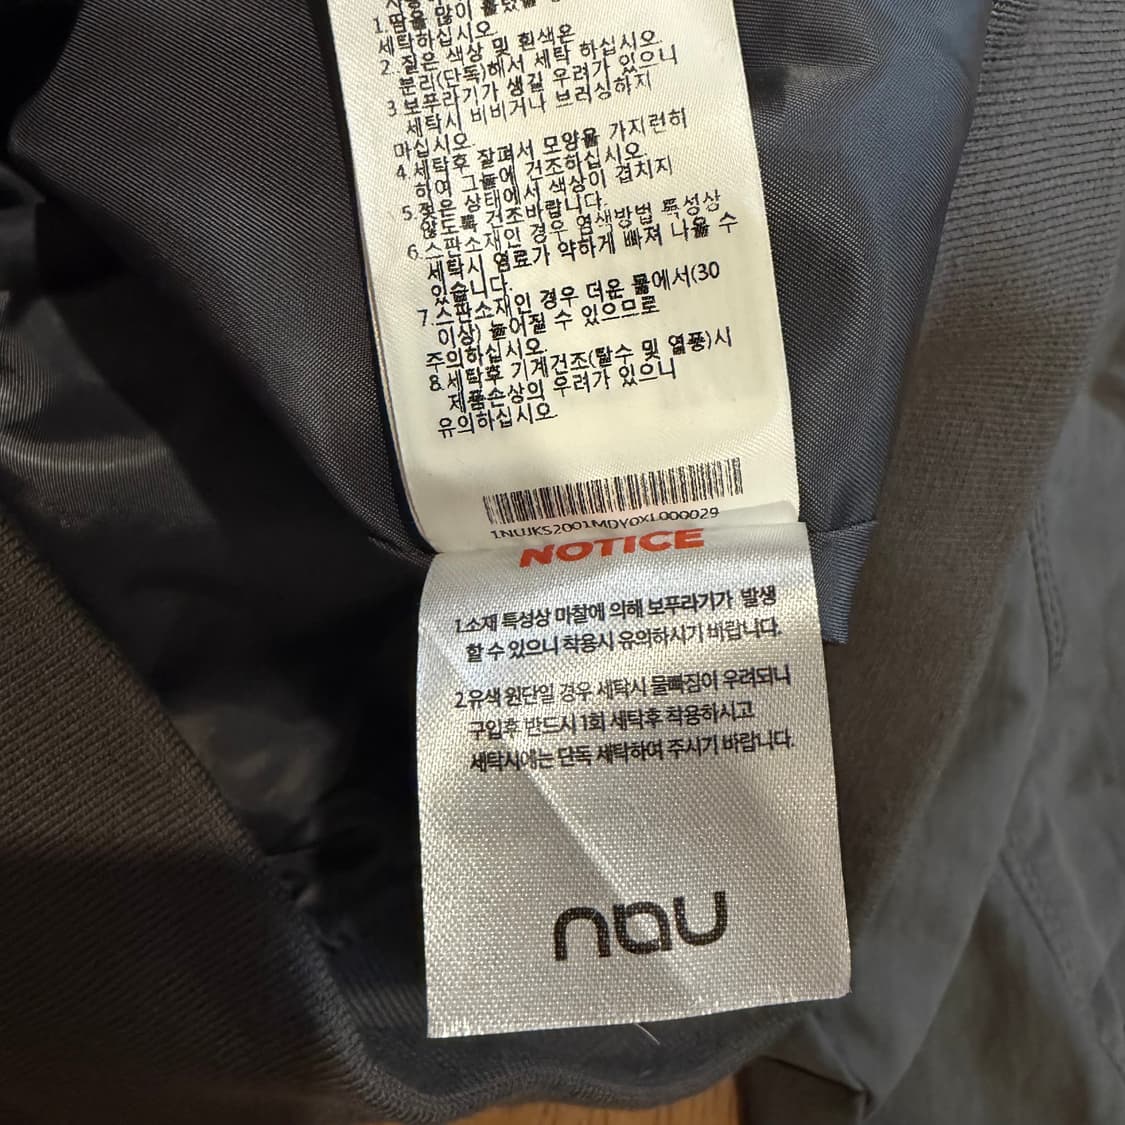 1.땀을 많이 흘렸을 경
세탁하십시오.
2. 짙은 색상 및 흰색은
분리(단독)해서 세탁 하십시오.
3.보푸라기가 생길 우려가 있으니
세탁시 비비거나 브러싱하지
마십시오.
4.세탁후 잘펴서 모양을 가지런히
하여 그늘에 건조하십시오.
5.젖은 상태에서 색상이 겹치지
않도록 건조바랍니다.
6.스판소재인 경우 염색방법 특성상
세탁시 염료가 약하게 빠져 나올 수
있습니다.
7.스판소재인 경우 더운 물에서(30
이상) 늘어질 수 있으므로
주의하십시오.
8.세탁후 기계건조(탈수 및 열풍)시
제품손상의 우려가 있으니
유의하십시오.
1NUJKS2001MDY0XL000029
NOTICE
1.소재 특성상 마찰에 의해 보푸라기가 발생
할 수 있으니 착용시 유의하시기 바랍니다.
2.유색 원단일 경우 세탁시 물빠짐이 우려되니
구입후 반드시 1회 세탁후 착용하시고
세탁시에는 단독 세탁하여 주시기 바랍니다.
nau